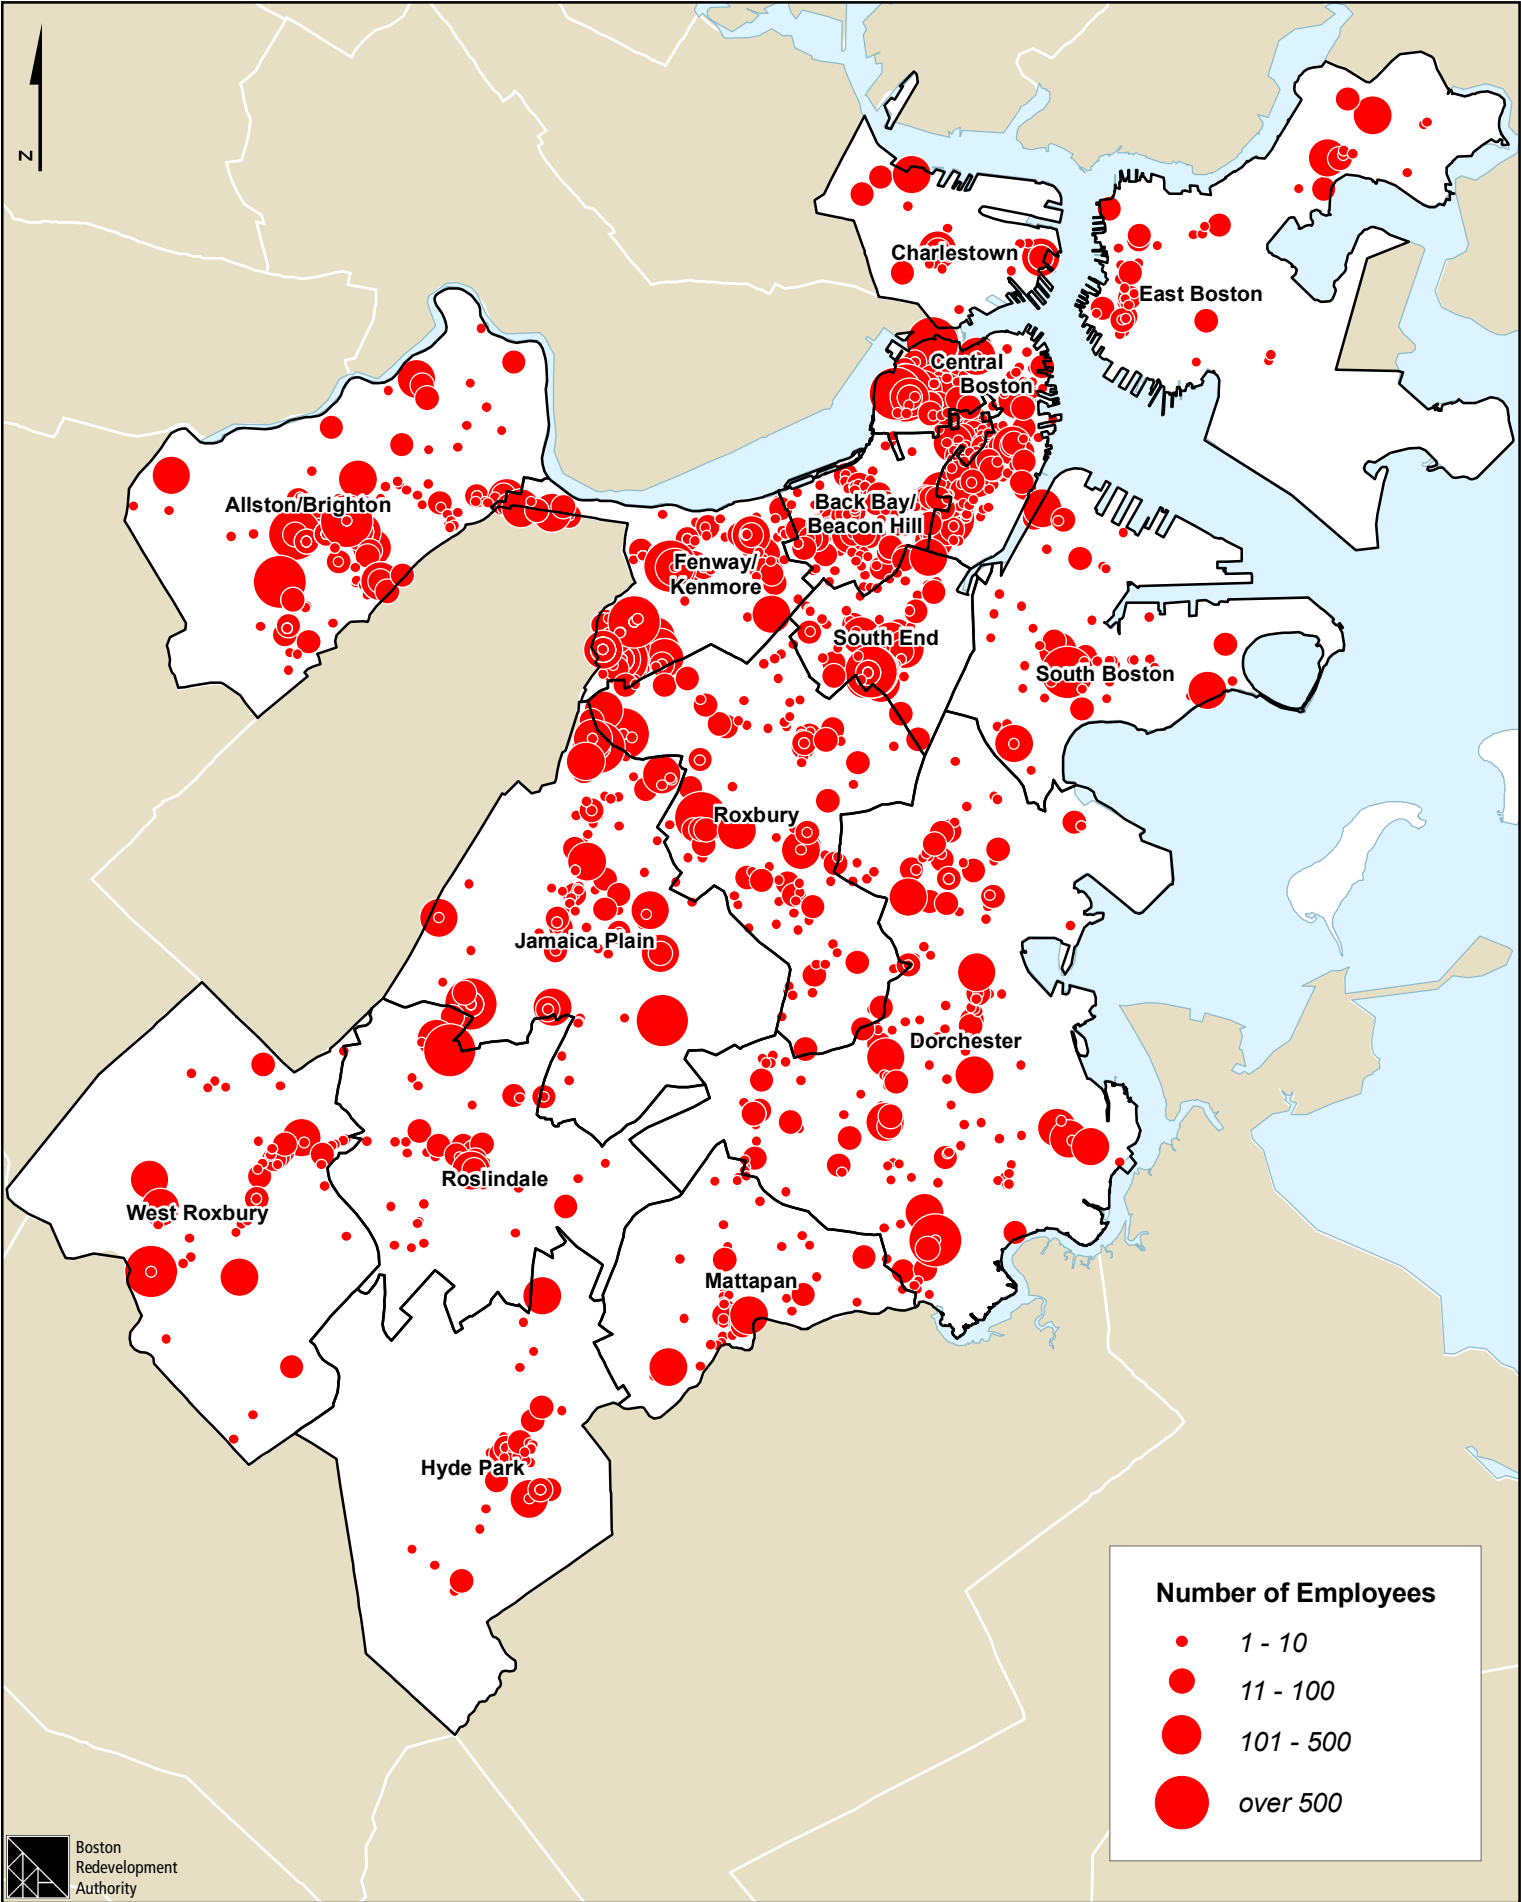 N
Charlestown
East Boston
Central
Boston
Allston/Brighton
Back Bay/
Beacon Hill
Fenway/
Kenmore
South End
South Boston
Roxbury
Jamaica Plain
Dorchester
Roslindale
West Roxbury
Mattapan
Hyde Park
Number of Employees
1 - 10
11 - 100
101 - 500
over 500
Boston
Redevelopment
Authority